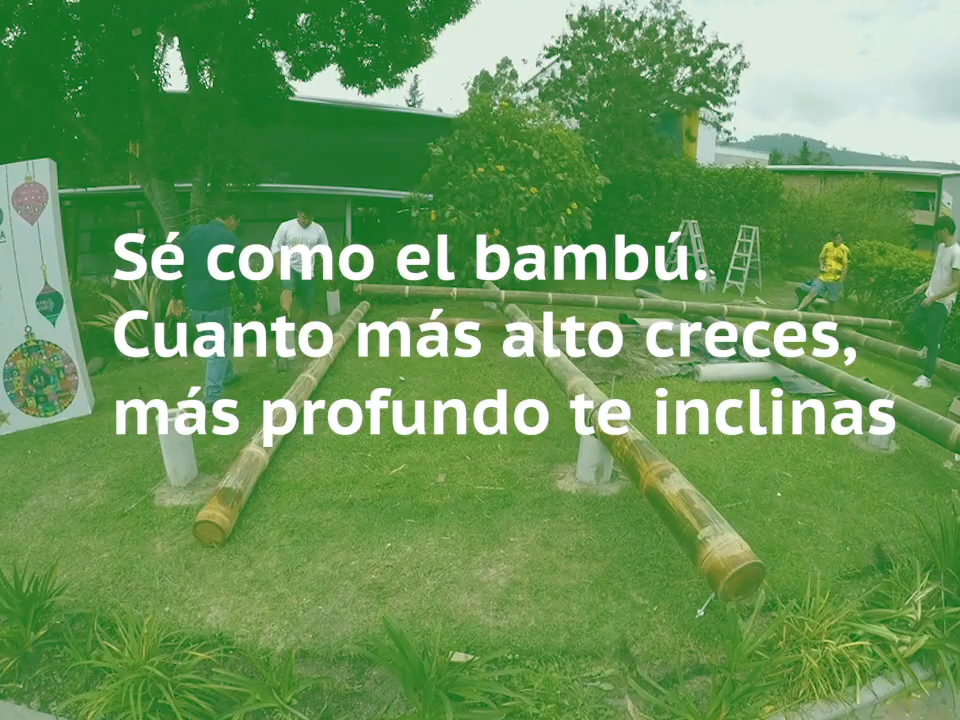 Sé como el bambú.
Cuanto más alto creces,
más profundo te inclinas